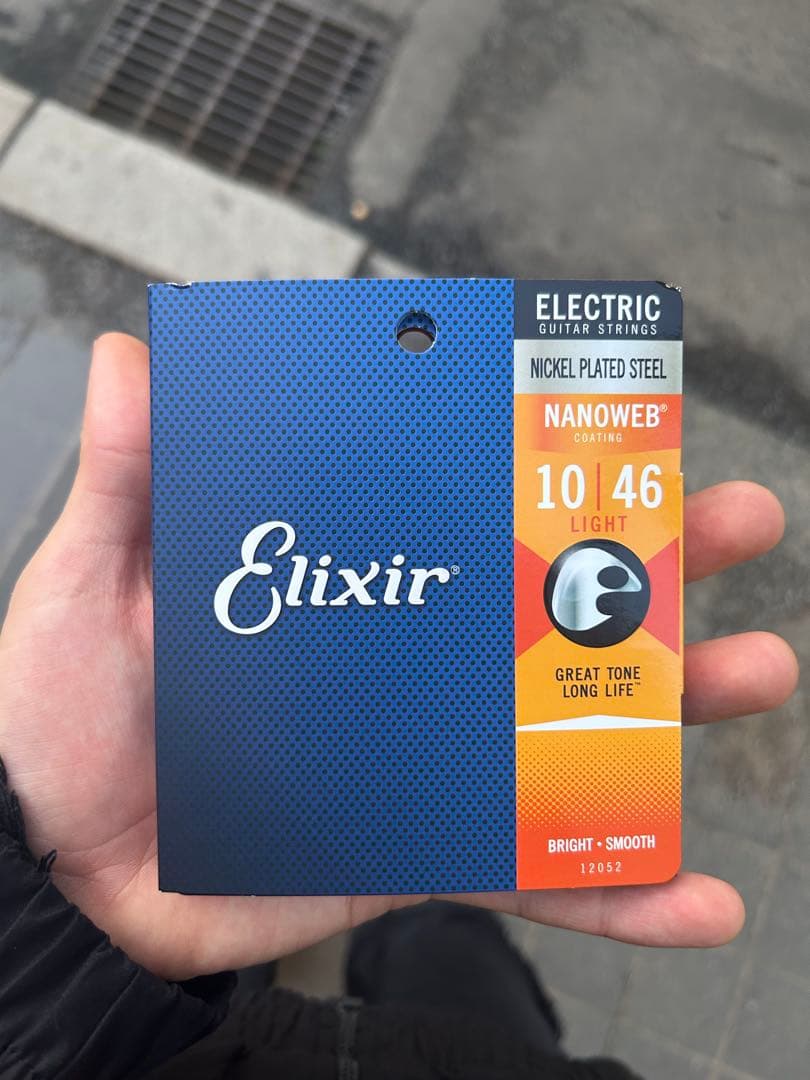 Elixir®
ELECTRIC
GUITAR STRINGS
NICKEL PLATED STEEL
NANOWEB®
COATING
10 | 46
LIGHT
GREAT TONE
LONG LIFE™
BRIGHT • SMOOTH
12052